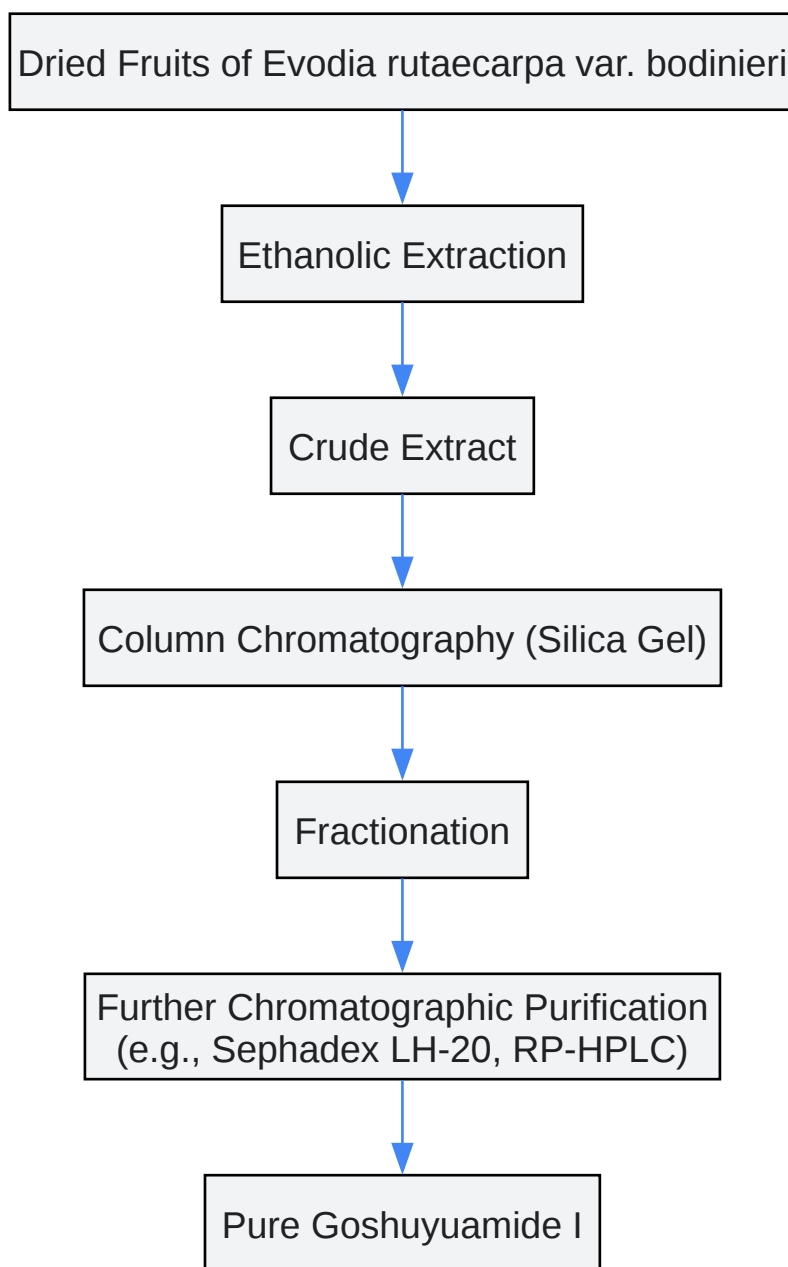 Dried Fruits of Evodia rutaecarpa var. bodinieri
Ethanolic Extraction
Crude Extract
Column Chromatography (Silica Gel)
Fractionation
Further Chromatographic Purification
(e.g., Sephadex LH-20, RP-HPLC)
Pure Goshuyuamide I